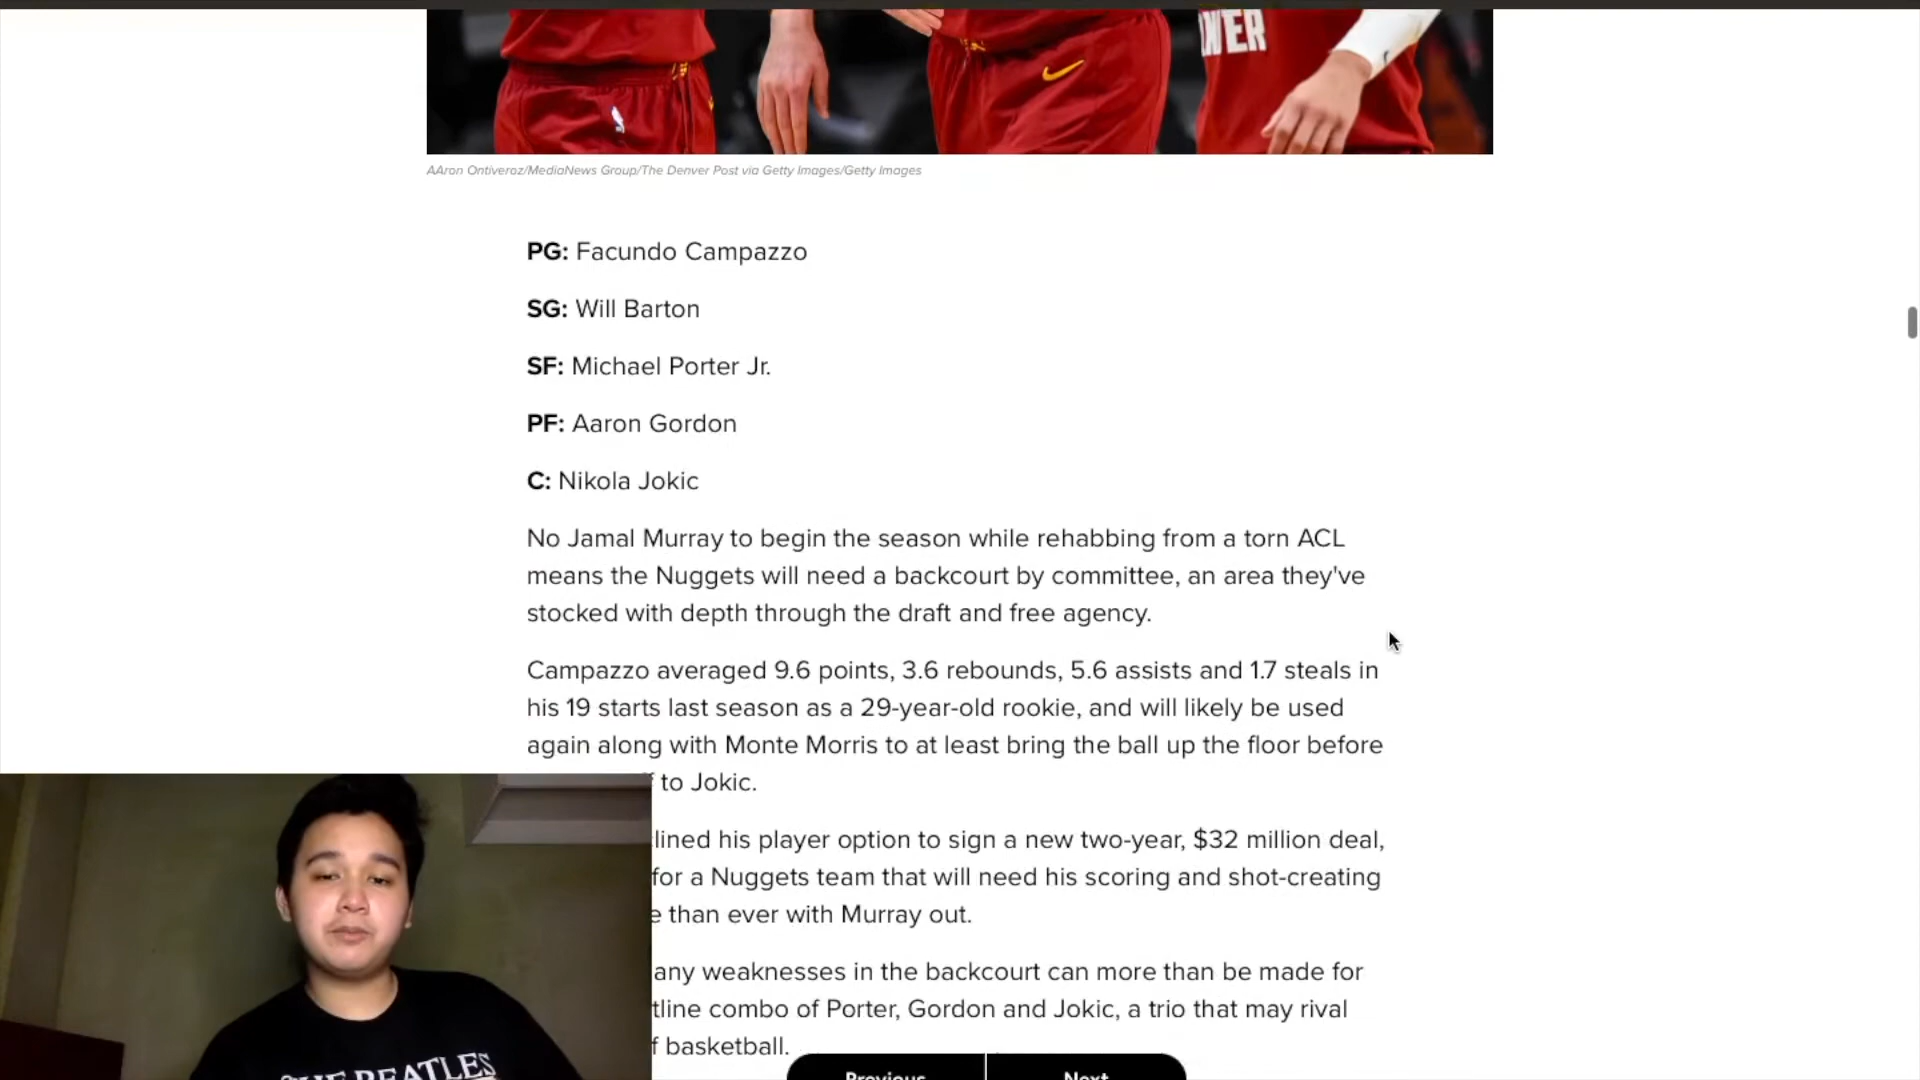 VER
AAron Ontiveroz/MediaNews Group/The Denver Post via Getty Images/Getty Images
PG: Facundo Campazzo
SG: Will Barton
SF: Michael Porter Jr.
PF: Aaron Gordon
C: Nikola Jokic
No Jamal Murray to begin the season while rehabbing from a torn ACL
means the Nuggets will need a backcourt by committee, an area they've
stocked with depth through the draft and free agency.
Campazzo averaged 9.6 points, 3.6 rebounds, 5.6 assists and 1.7 steals in
his 19 starts last season as a 29-year-old rookie, and will likely be used
again along with Monte Morris to at least bring the ball up the floor before
to Jokic.
lined his player option to sign a new two-year, $32 million deal,
for a Nuggets team that will need his scoring and shot-creating
e than ever with Murray out.
any weaknesses in the backcourt can more than be made for
tline combo of Porter, Gordon and Jokic, a trio that may rival
f basketball.
THE BEATLES
Previous Next